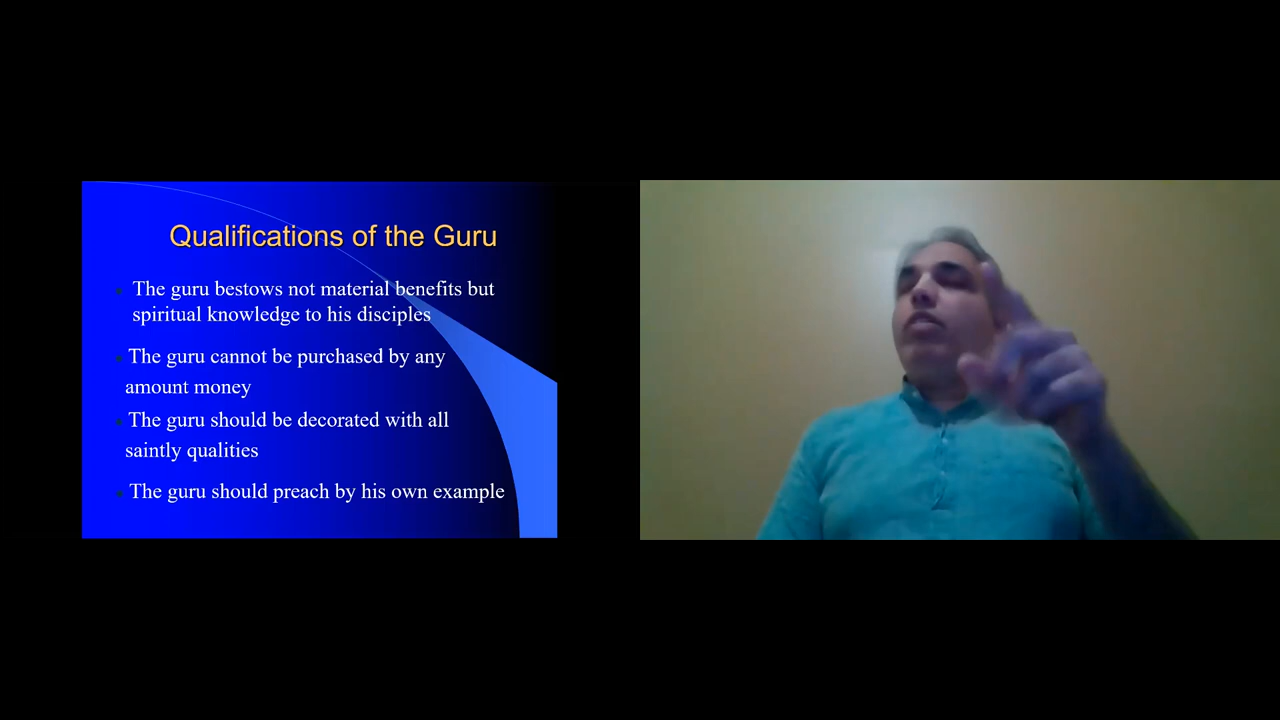 Qualifications of the Guru
The guru bestows not material benefits but
spiritual knowledge to his disciples
The guru cannot be purchased by any
amount money
The guru should be decorated with all
saintly qualities
The guru should preach by his own example